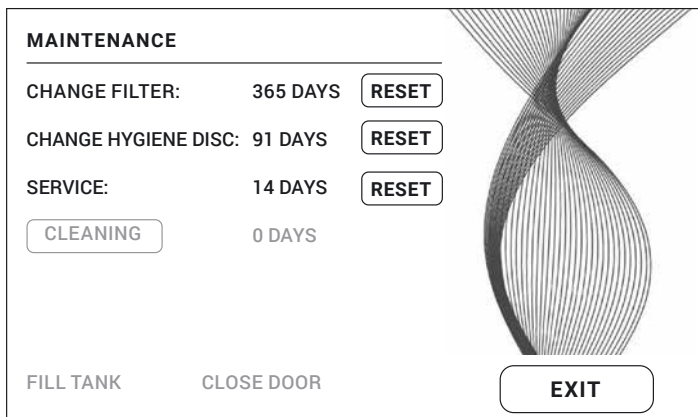 MAINTENANCE
CHANGE FILTER: 365 DAYS RESET
CHANGE HYGIENE DISC: 91 DAYS RESET
SERVICE: 14 DAYS RESET
CLEANING 0 DAYS
FILL TANK CLOSE DOOR EXIT